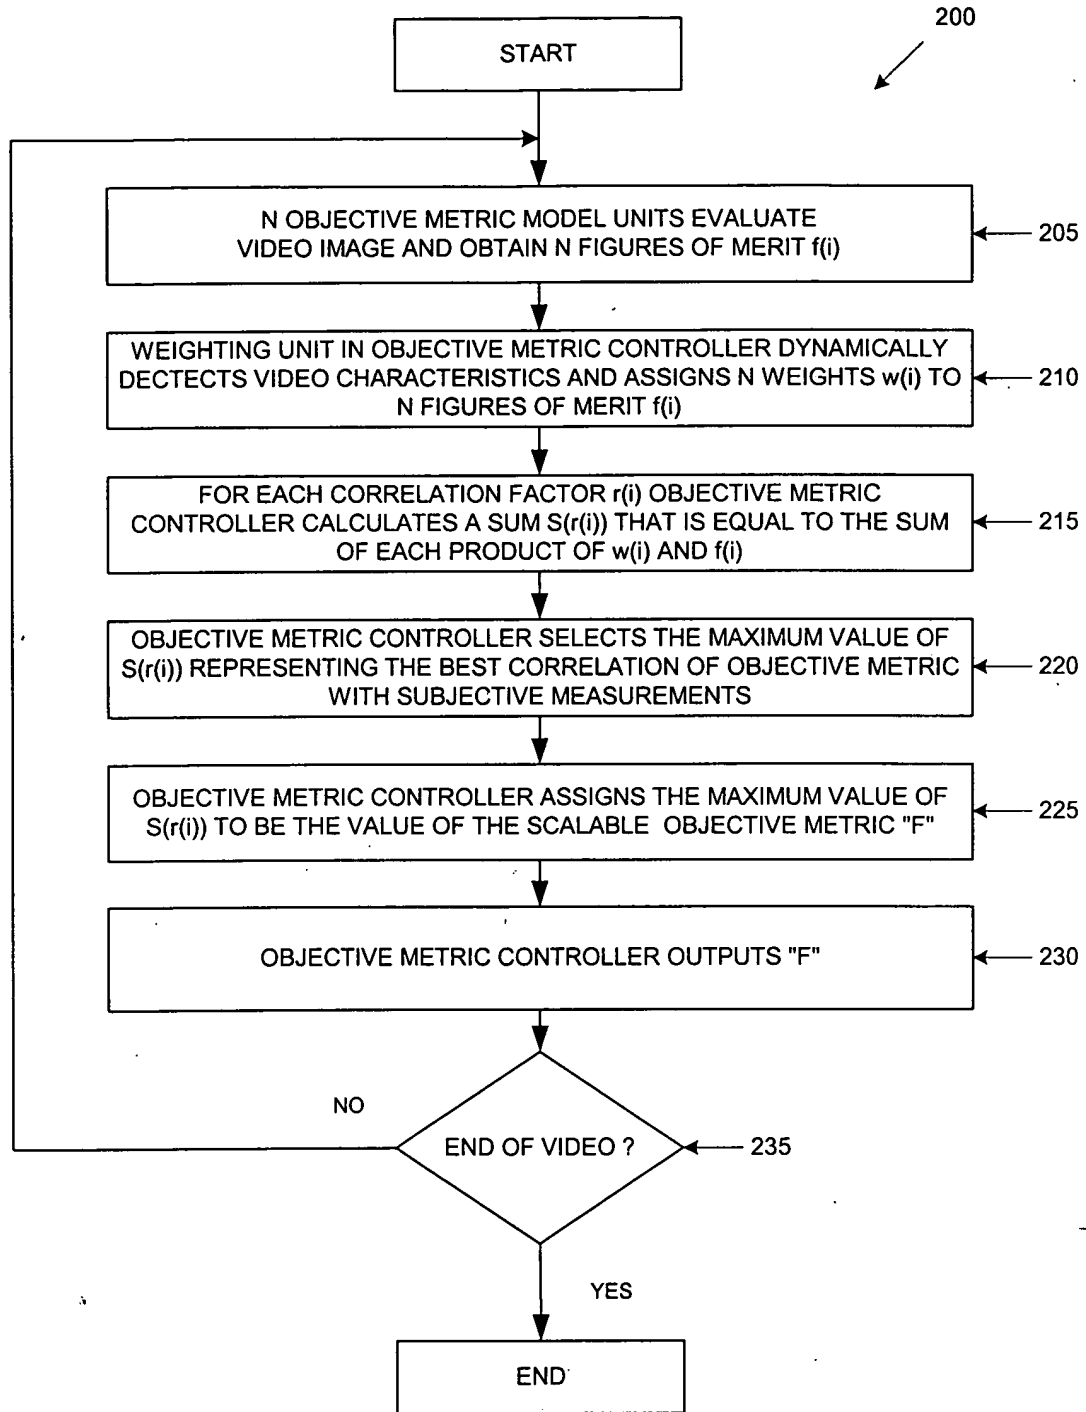 200
START
N OBJECTIVE METRIC MODEL UNITS EVALUATE
VIDEO IMAGE AND OBTAIN N FIGURES OF MERIT f(i)
205
WEIGHTING UNIT IN OBJECTIVE METRIC CONTROLLER DYNAMICALLY
DECTECTS VIDEO CHARACTERISTICS AND ASSIGNS N WEIGHTS w(i) TO
N FIGURES OF MERIT f(i)
210
FOR EACH CORRELATION FACTOR r(i) OBJECTIVE METRIC
CONTROLLER CALCULATES A SUM S(r(i)) THAT IS EQUAL TO THE SUM
OF EACH PRODUCT OF w(i) AND f(i)
215
OBJECTIVE METRIC CONTROLLER SELECTS THE MAXIMUM VALUE OF
S(r(i)) REPRESENTING THE BEST CORRELATION OF OBJECTIVE METRIC
WITH SUBJECTIVE MEASUREMENTS
220
OBJECTIVE METRIC CONTROLLER ASSIGNS THE MAXIMUM VALUE OF
S(r(i)) TO BE THE VALUE OF THE SCALABLE OBJECTIVE METRIC "F"
225
OBJECTIVE METRIC CONTROLLER OUTPUTS "F"
230
NO
END OF VIDEO ?
235
YES
END